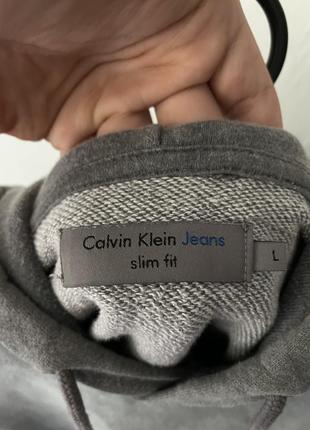 Calvin Klein Jeans
slim fit
L